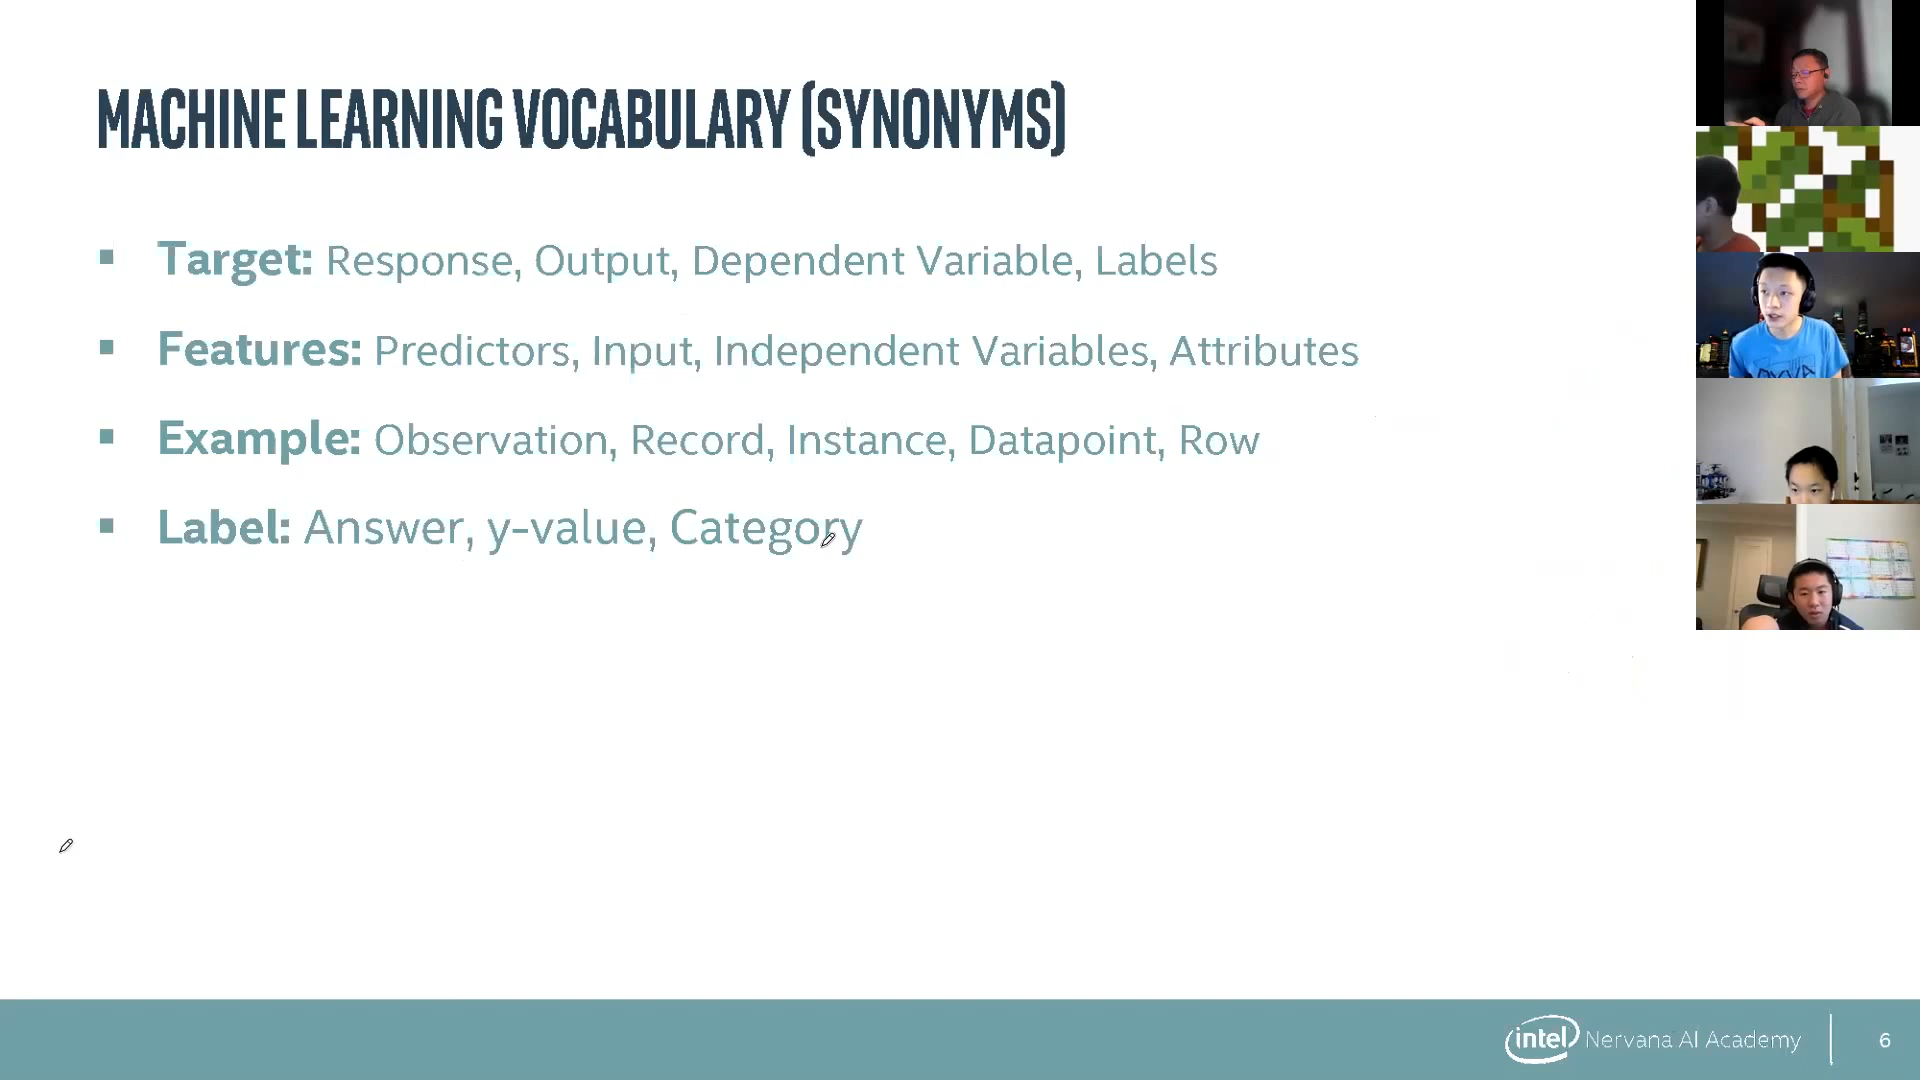 MACHINE LEARNING VOCABULARY (SYNONYMS)
▪ Target: Response, Output, Dependent Variable, Labels
▪ Features: Predictors, Input, Independent Variables, Attributes
▪ Example: Observation, Record, Instance, Datapoint, Row
▪ Label: Answer, y-value, Category
intel Nervana AI Academy 6